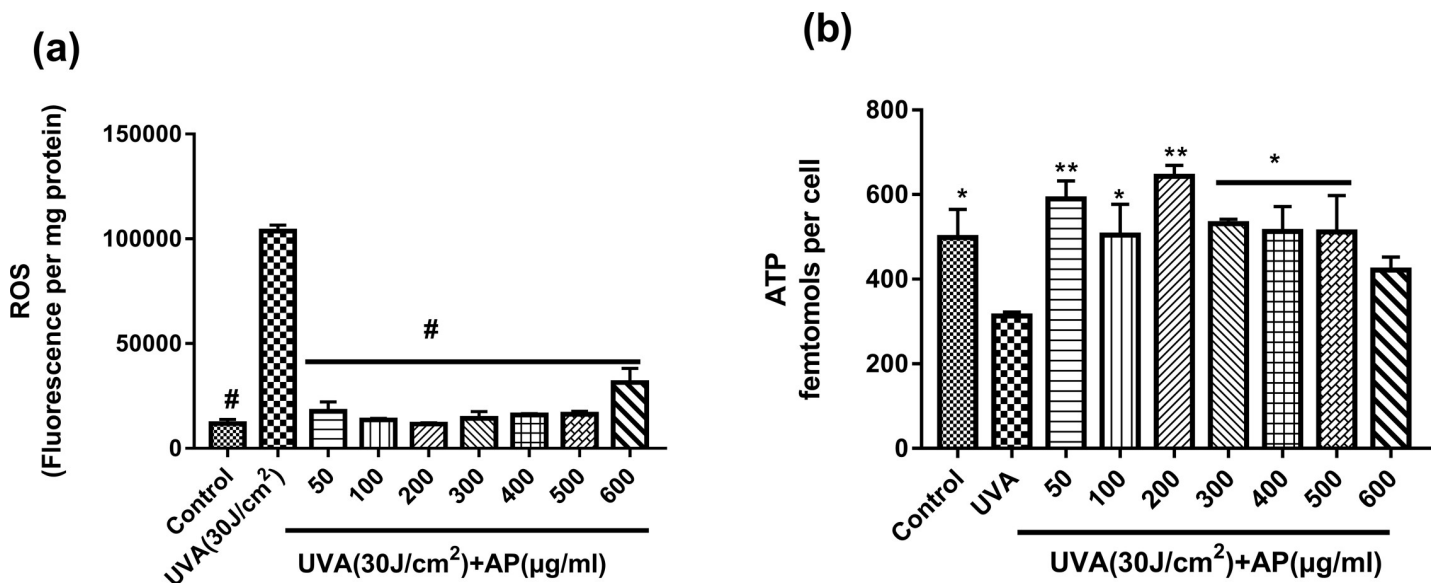 (a)
ROS
(Fluorescence per mg protein)
150000
100000
50000
0
#
#
Control
UVA(30J/cm²)
50
100
200
300
400
500
600
UVA(30J/cm²)+AP(µg/ml)
(b)
ATP
femtomols per cell
800
600
400
200
0
*
**
*
**
*
Control
UVA
50
100
200
300
400
500
600
UVA(30J/cm²)+AP(µg/ml)